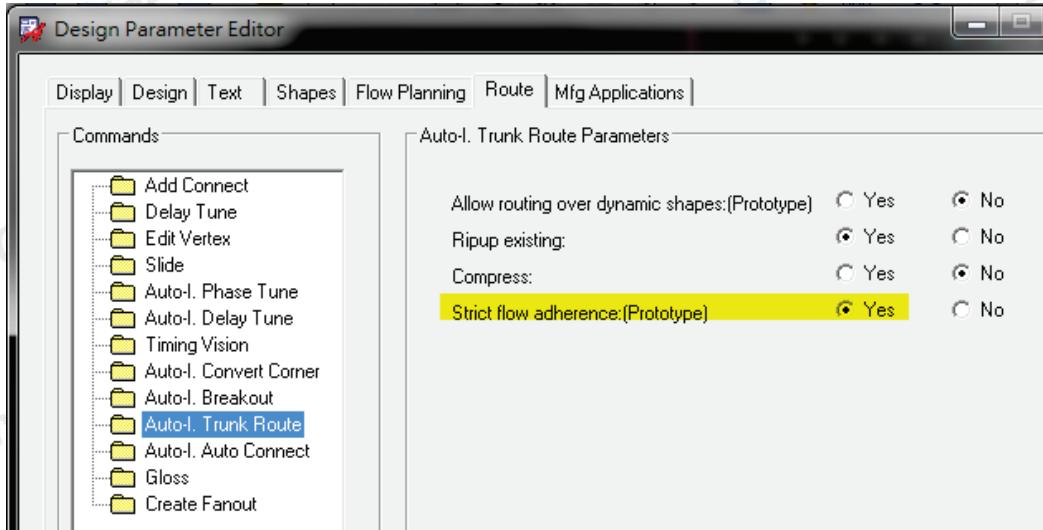 Design Parameter Editor
Display Design Text Shapes Flow Planning Route Mfg Applications
Commands
Add Connect
Delay Tune
Edit Vertex
Slide
Auto-I. Phase Tune
Auto-I. Delay Tune
Timing Vision
Auto-I. Convert Corner
Auto-I. Breakout
Auto-I. Trunk Route
Auto-I. Auto Connect
Gloss
Create Fanout
Auto-I. Trunk Route Parameters
Allow routing over dynamic shapes:(Prototype) Yes No
Ripup existing: Yes No
Compress: Yes No
Strict flow adherence:(Prototype) Yes No